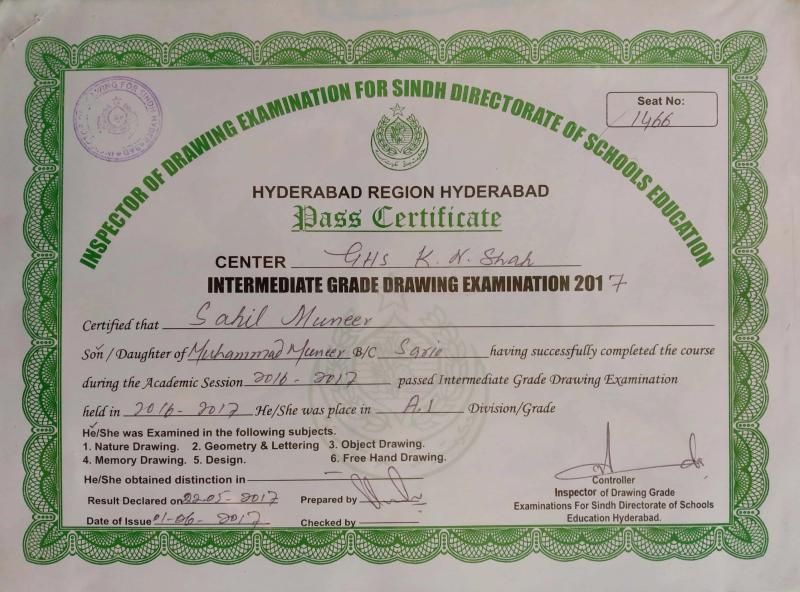 INSPECTOR OF DRAWING EXAMINATION FOR SINDH DIRECTORATE OF SCHOOLS EDUCATION
Seat No:
1466
HYDERABAD REGION HYDERABAD
Pass Certificate
CENTER GHS K. N. Shah
INTERMEDIATE GRADE DRAWING EXAMINATION 2017
Certified that Sahil Muneer
Son / Daughter of Muhammad Muneer B/C Sario having successfully completed the course
during the Academic Session 2016 - 2017 passed Intermediate Grade Drawing Examination
held in 2016 - 2017 He/She was place in A.1 Division/Grade
He/She was Examined in the following subjects.
1. Nature Drawing. 2. Geometry & Lettering 3. Object Drawing.
4. Memory Drawing. 5. Design. 6. Free Hand Drawing.
He/She obtained distinction in
Result Declared on 22-05-2017 Prepared by
Date of Issue 01-06-2017 Checked by
Controller
Inspector of Drawing Grade
Examinations For Sindh Directorate of Schools
Education Hyderabad.